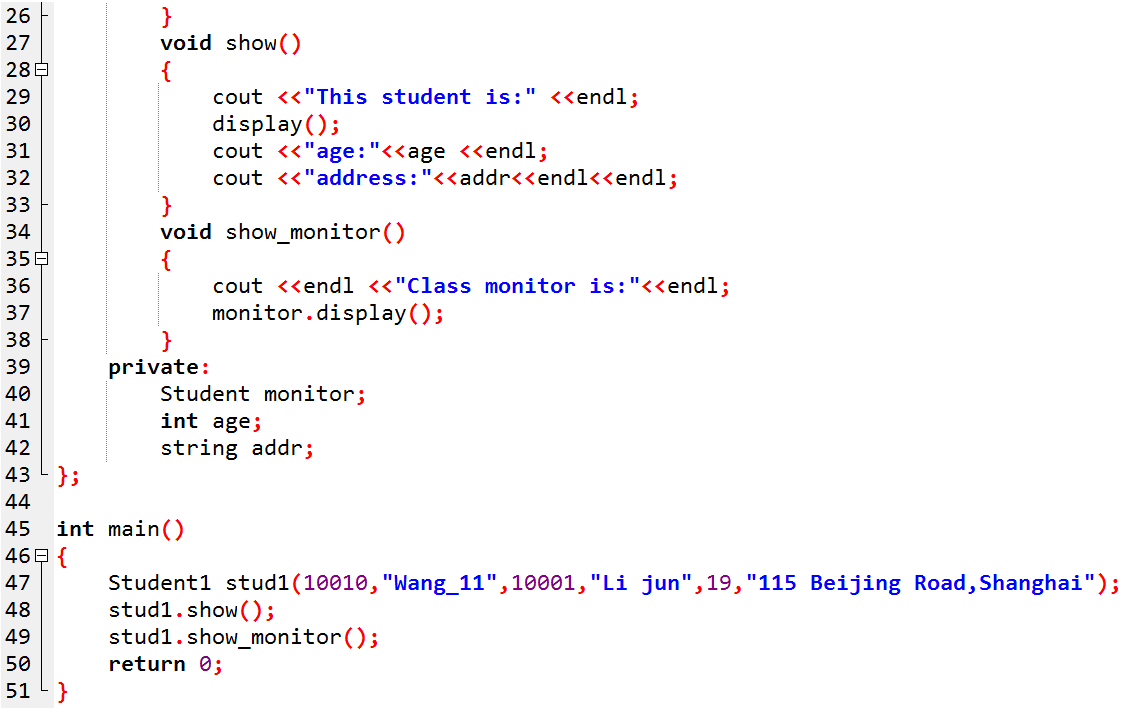 26 }
27 void show()
28 {
29 cout <<"This student is:" <<endl;
30 display();
31 cout <<"age:"<<age <<endl;
32 cout <<"address:"<<addr<<endl<<endl;
33 }
34 void show_monitor()
35 {
36 cout <<endl <<"Class monitor is:"<<endl;
37 monitor.display();
38 }
39 private:
40 Student monitor;
41 int age;
42 string addr;
43 };
44
45 int main()
46 {
47 Student1 stud1(10010,"Wang_11",10001,"Li jun",19,"115 Beijing Road,Shanghai");
48 stud1.show();
49 stud1.show_monitor();
50 return 0;
51 }